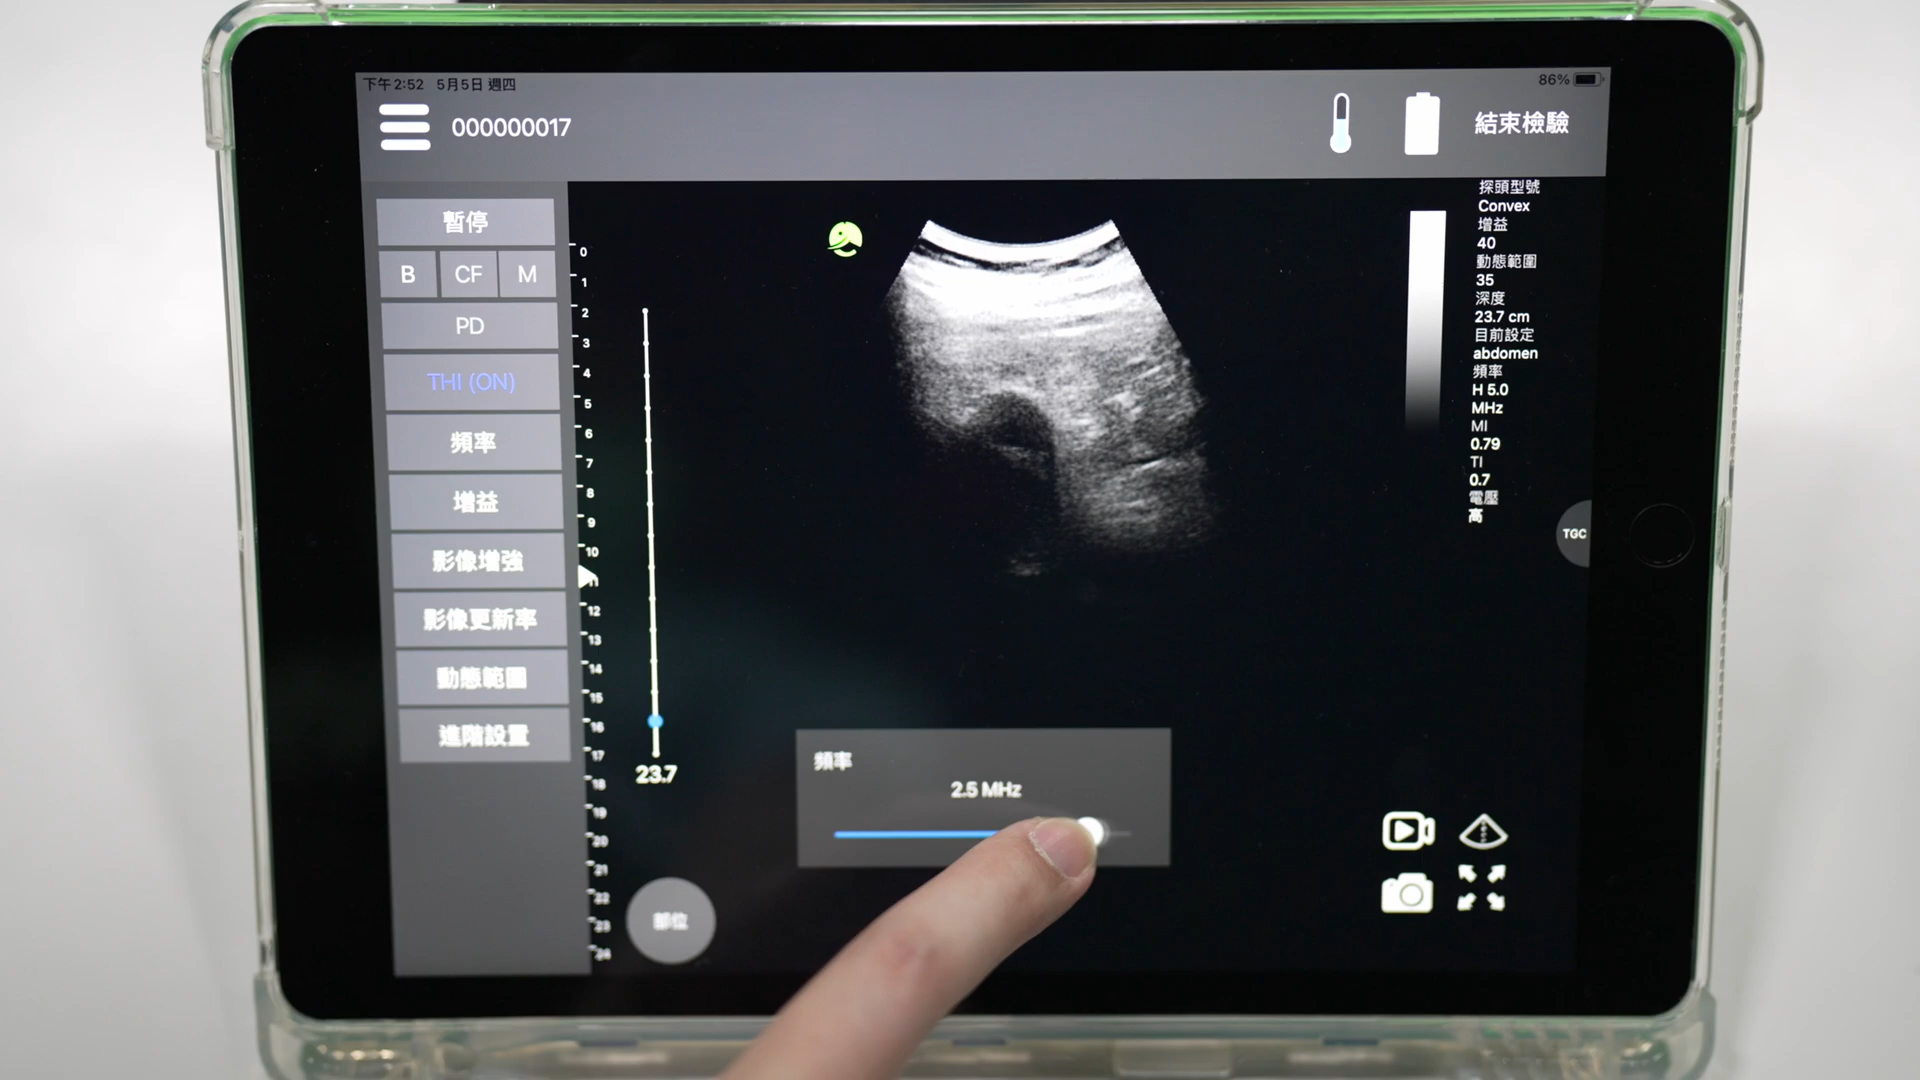 下午2:52 5月5日 週四
86%
000000017
結束檢驗
暫停
B CF M
PD
THI (ON)
頻率
增益
影像增強
影像更新率
動態範圍
進階設置
0
1
2
3
4
5
6
7
8
9
10
11
12
13
14
15
16
17
18
19
20
21
22
23
24
23.7
部位
頻率
2.5 MHz
探頭型號
Convex
增益
40
動態範圍
35
深度
23.7 cm
目前設定
abdomen
頻率
H 5.0
MHz
MI
0.79
TI
0.7
電壓
高
TGC